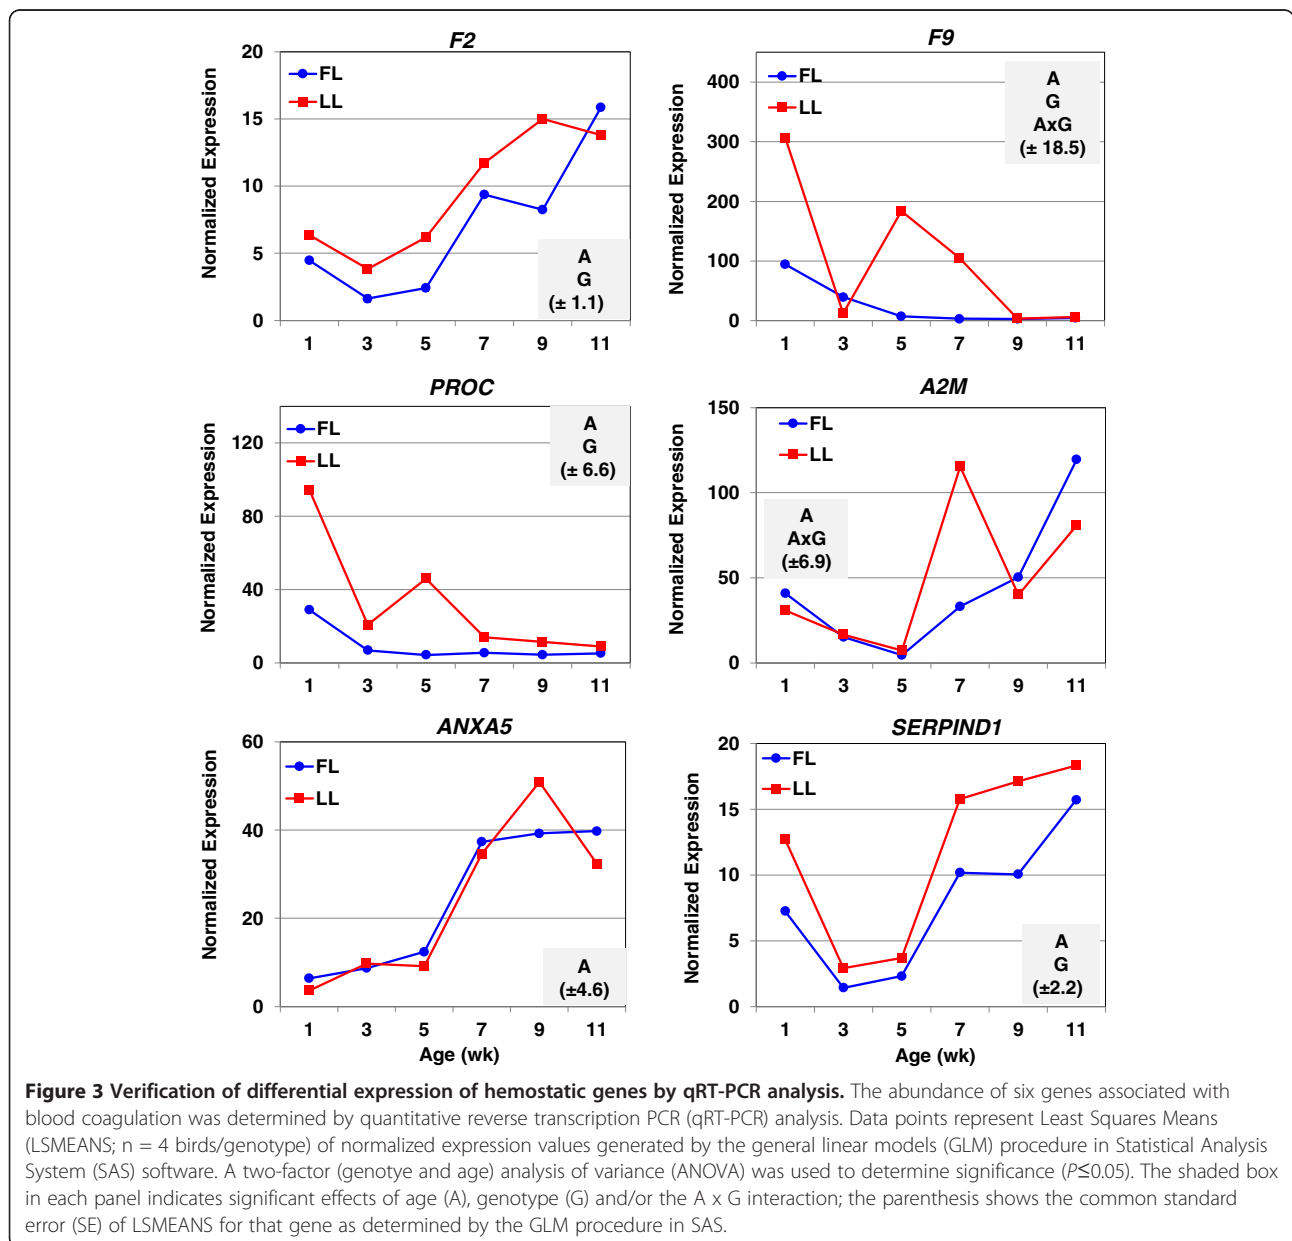 F2
20
15
10
5
0
Normalized Expression
FL
LL
A
G
(± 1.1)
1 3 5 7 9 11
F9
400
300
200
100
0
Normalized Expression
FL
LL
A
G
AxG
(± 18.5)
1 3 5 7 9 11
PROC
120
80
40
0
Normalized Expression
FL
LL
A
G
(± 6.6)
1 3 5 7 9 11
A2M
150
100
50
0
Normalized Expression
FL
LL
A
AxG
(±6.9)
1 3 5 7 9 11
ANXA5
60
40
20
0
Normalized Expression
FL
LL
A
(±4.6)
1 3 5 7 9 11
Age (wk)
SERPIND1
20
15
10
5
0
Normalized Expression
FL
LL
A
G
(±2.2)
1 3 5 7 9 11
Age (wk)
Figure 3 Verification of differential expression of hemostatic genes by qRT-PCR analysis. The abundance of six genes associated with
blood coagulation was determined by quantitative reverse transcription PCR (qRT-PCR) analysis. Data points represent Least Squares Means
(LSMEANS; n = 4 birds/genotype) of normalized expression values generated by the general linear models (GLM) procedure in Statistical Analysis
System (SAS) software. A two-factor (genotye and age) analysis of variance (ANOVA) was used to determine significance (P≤0.05). The shaded box
in each panel indicates significant effects of age (A), genotype (G) and/or the A x G interaction; the parenthesis shows the common standard
error (SE) of LSMEANS for that gene as determined by the GLM procedure in SAS.